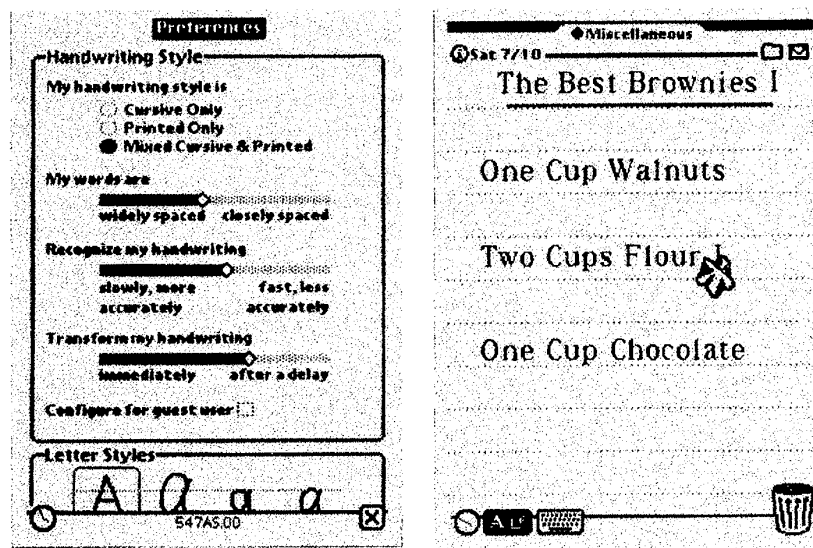 Preferences
Handwriting Style
My handwriting style is
Cursive Only
Printed Only
Mixed Cursive & Printed
My words are
widely spaced closely spaced
Recognize my handwriting
slowly, more fast, less
accurately accurately
Transform my handwriting
immediately after a delay
Configure for guest user
Letter Styles
A a a a
547AS.00
Miscellaneous
Sat 7/10
The Best Brownies I
One Cup Walnuts
Two Cups Flour I
One Cup Chocolate